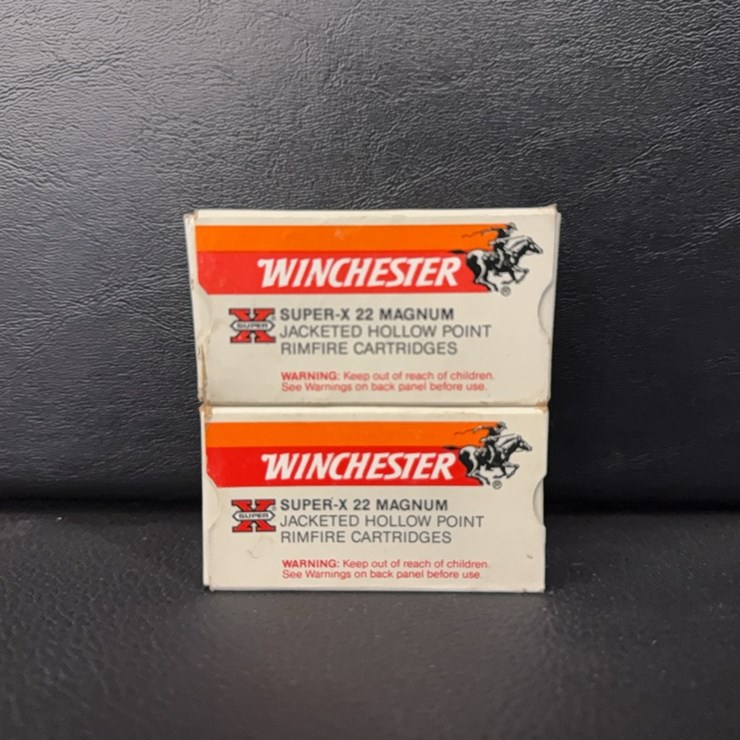 WINCHESTER
®
X
SUPER
SUPER-X 22 MAGNUM
JACKETED HOLLOW POINT
RIMFIRE CARTRIDGES
WARNING: Keep out of reach of children.
See Warnings on back panel before use.
WINCHESTER
®
X
SUPER
SUPER-X 22 MAGNUM
JACKETED HOLLOW POINT
RIMFIRE CARTRIDGES
WARNING: Keep out of reach of children.
See Warnings on back panel before use.